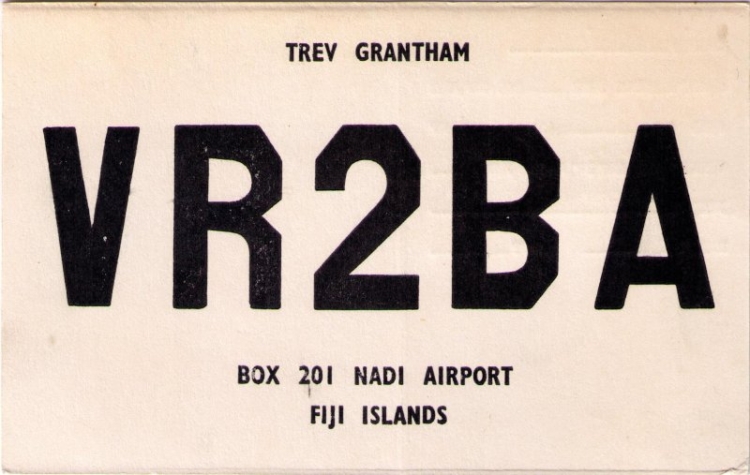 TREV GRANTHAM
VR2BA
BOX 201 NADI AIRPORT
FIJI ISLANDS